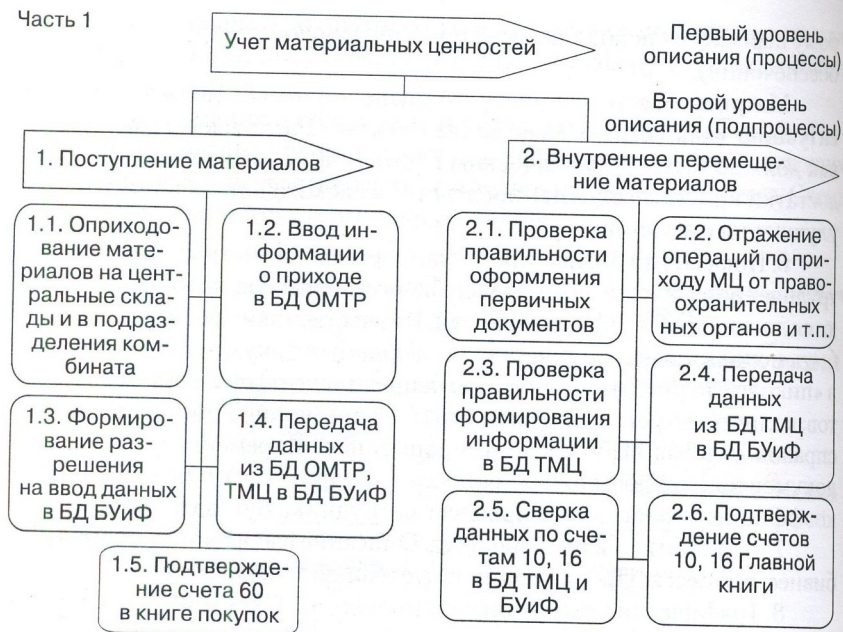 Часть 1
Учет материальных ценностей
Первый уровень
описания (процессы)
Второй уровень
описания (подпроцессы)
1. Поступление материалов
2. Внутреннее перемеще-
ние материалов
1.1. Оприходо-
вание мате-
риалов на цент-
ральные скла-
ды и в подраз-
деления ком-
бината
1.2. Ввод ин-
формации
о приходе
в БД ОМТР
2.1. Проверка
правильности
оформления
первичных
документов
2.2. Отражение
операций по при-
ходу МЦ от право-
охранительных
ных органов и т.п.
1.3. Формиро-
вание раз-
решения
на ввод данных
в БД БУиФ
1.4. Передача
данных
из БД ОМТР,
ТМЦ в БД БУиФ
2.3. Проверка
правильности
формирования
информации
в БД ТМЦ
2.4. Передача
данных
из БД ТМЦ
в БД БУиФ
1.5. Подтвержде-
ние счета 60
в книге покупок
2.5. Сверка
данных по сче-
там 10, 16
в БД ТМЦ и
БУиФ
2.6. Подтверж-
дение счетов
10, 16 Главной
книги